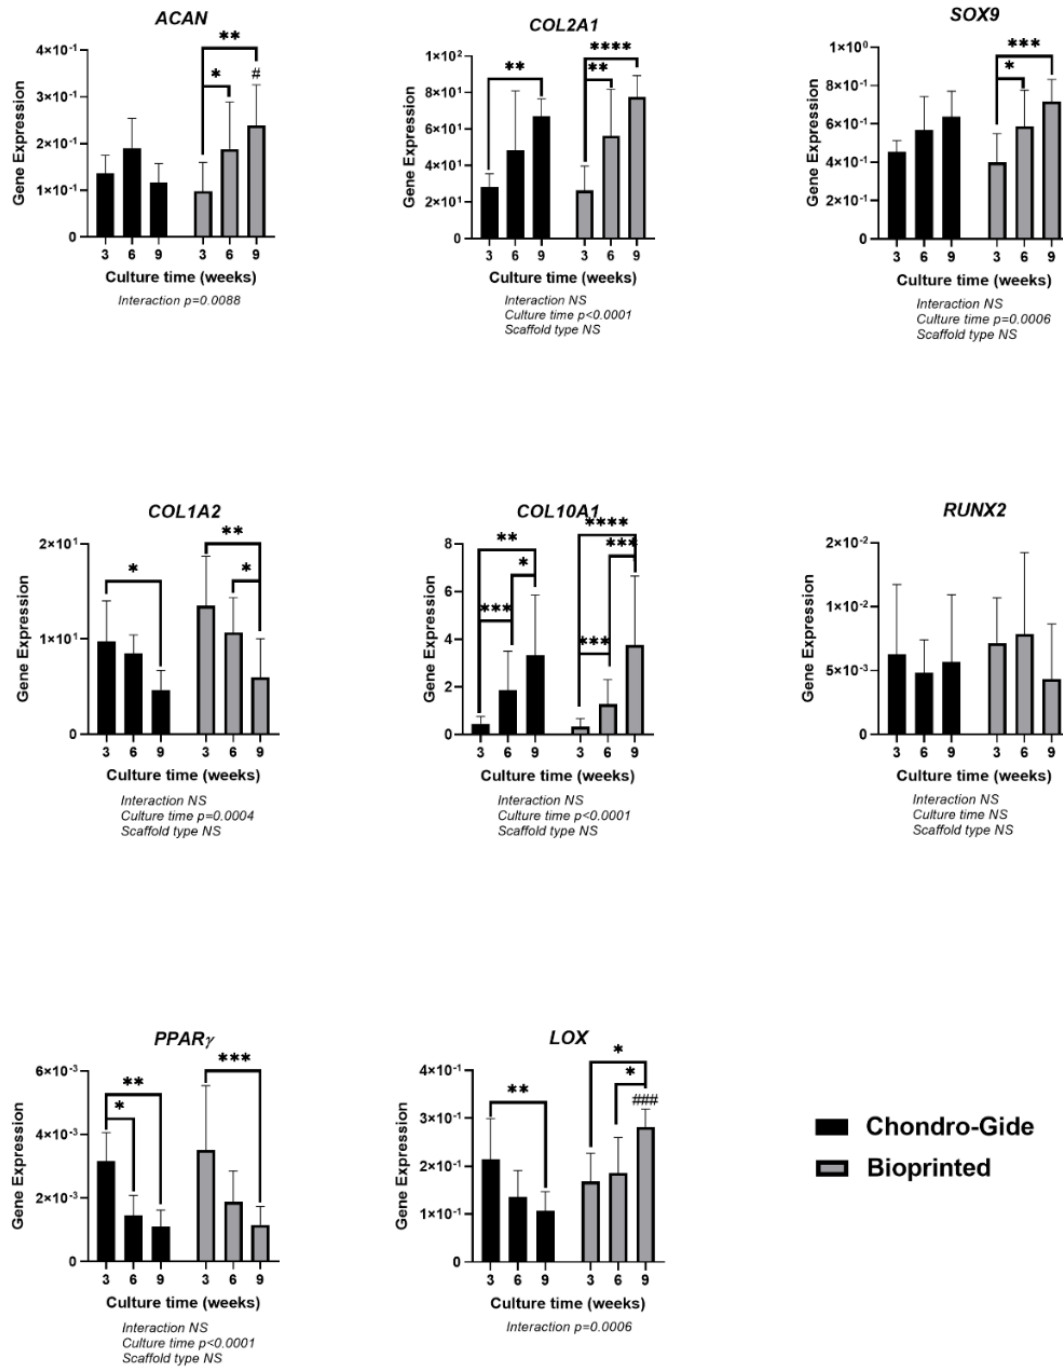 ACAN
Gene Expression
4×10⁻¹
3×10⁻¹
2×10⁻¹
1×10⁻¹
0
** 
*
#
3 6 9 3 6 9
Culture time (weeks)
Interaction p=0.0088
COL2A1
Gene Expression
1×10²
8×10¹
6×10¹
4×10¹
2×10¹
0
**
****
**
3 6 9 3 6 9
Culture time (weeks)
Interaction NS
Culture time p<0.0001
Scaffold type NS
SOX9
Gene Expression
1×10⁰
8×10⁻¹
6×10⁻¹
4×10⁻¹
2×10⁻¹
0
***
*
3 6 9 3 6 9
Culture time (weeks)
Interaction NS
Culture time p=0.0006
Scaffold type NS
COL1A2
Gene Expression
2×10¹
1×10¹
0
*
**
*
3 6 9 3 6 9
Culture time (weeks)
Interaction NS
Culture time p=0.0004
Scaffold type NS
COL10A1
Gene Expression
8
6
4
2
0
**
*
***
****
***
***
3 6 9 3 6 9
Culture time (weeks)
Interaction NS
Culture time p<0.0001
Scaffold type NS
RUNX2
Gene Expression
2×10⁻²
1×10⁻²
5×10⁻³
0
3 6 9 3 6 9
Culture time (weeks)
Interaction NS
Culture time NS
Scaffold type NS
PPARγ
Gene Expression
6×10⁻³
4×10⁻³
2×10⁻³
0
**
*
***
3 6 9 3 6 9
Culture time (weeks)
Interaction NS
Culture time p<0.0001
Scaffold type NS
LOX
Gene Expression
4×10⁻¹
3×10⁻¹
2×10⁻¹
1×10⁻¹
0
**
*
*
###
3 6 9 3 6 9
Culture time (weeks)
Interaction p=0.0006
Chondro-Gide
Bioprinted